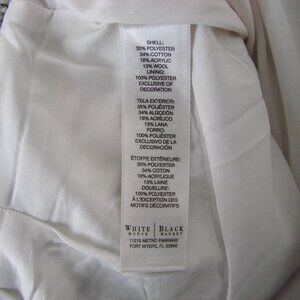 SHELL:
35% POLYESTER
34% COTTON
18% ACRYLIC
13% WOOL
LINING:
100% POLYESTER
EXCLUSIVE OF
DECORATION
TELA EXTERIOR:
35% POLIÉSTER
34% ALGODÓN
18% ACRÍLICO
13% LANA
FORRO:
100% POLIÉSTER
EXCLUSIVO DE LA
DECORACIÓN
ÉTOFFE EXTÉRIEURE:
35% POLYESTER
34% COTON
18% ACRYLIQUE
13% LAINE
DOUBLURE:
100% POLYESTER
À L'EXCEPTION DES
MOTIFS DÉCORATIFS
WHITE | BLACK
HOUSE | MARKET
11215 METRO PARKWAY
FORT MYERS, FL 33966